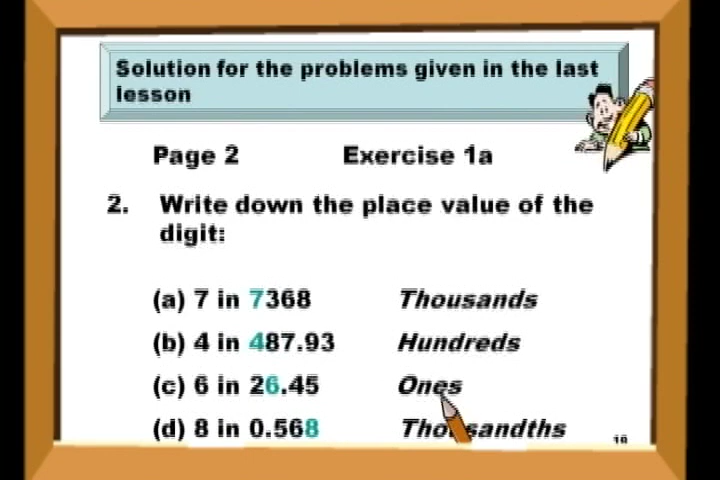 Solution for the problems given in the last
lesson
Page 2 Exercise 1a
2. Write down the place value of the
digit:
(a) 7 in 7368 Thousands
(b) 4 in 487.93 Hundreds
(c) 6 in 26.45 Ones
(d) 8 in 0.568 Thousandths